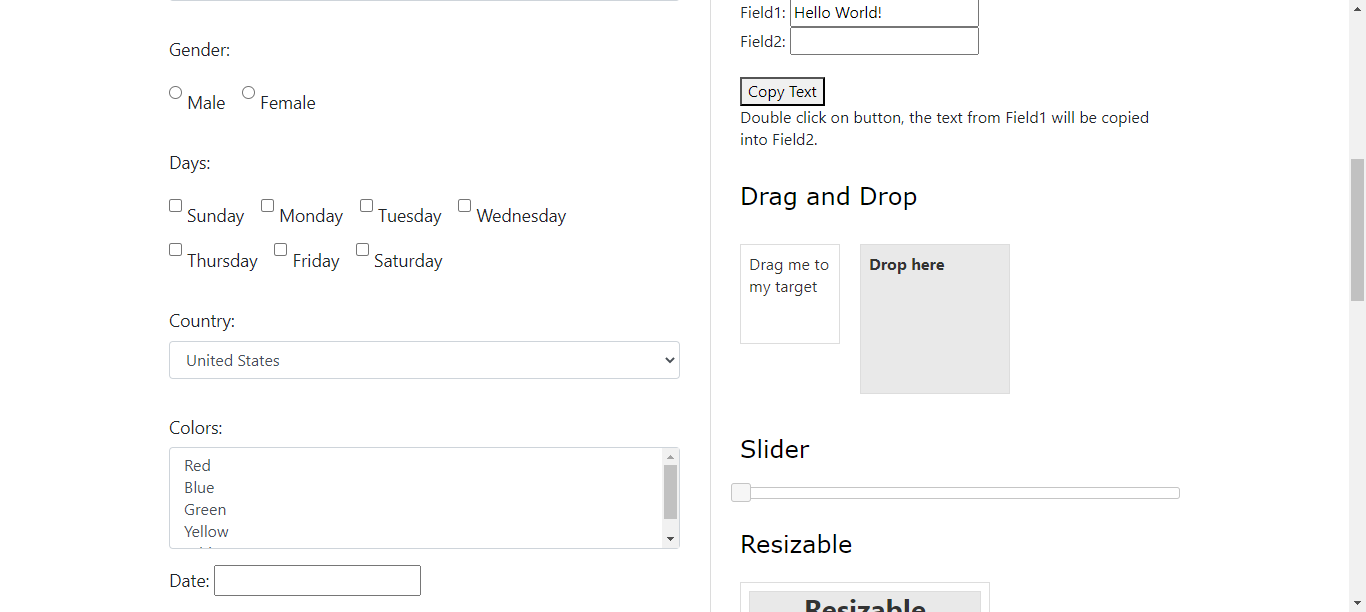 Gender:
Male Female
Days:
Sunday Monday Tuesday Wednesday
Thursday Friday Saturday
Country:
United States
Colors:
Red
Blue
Green
Yellow
Date:
Field1: Hello World!
Field2:
Copy Text
Double click on button, the text from Field1 will be copied
into Field2.
Drag and Drop
Drag me to
my target
Drop here
Slider
Resizable
Resizable